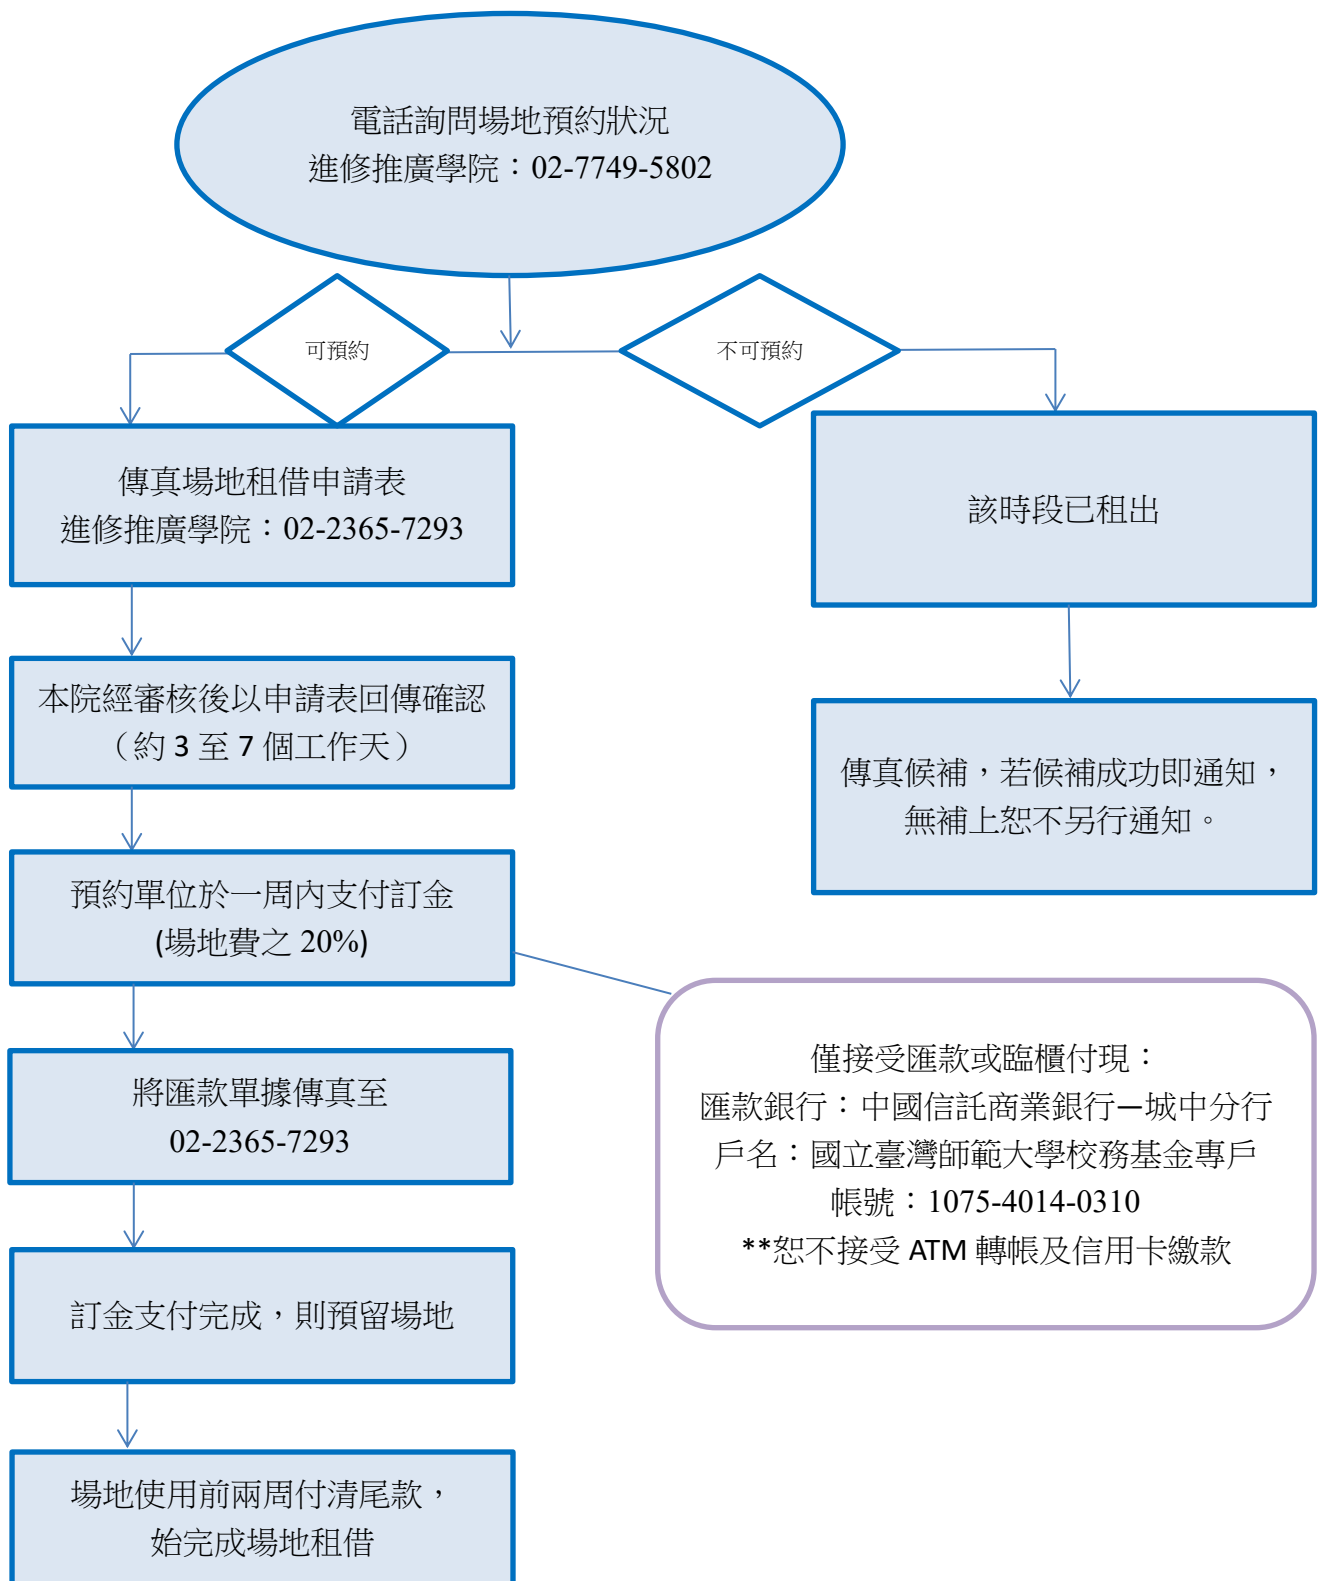 電話詢問場地預約狀況
進修推廣學院：02-7749-5802
可預約
不可預約
傳真場地租借申請表
進修推廣學院：02-2365-7293
該時段已租出
本院經審核後以申請表回傳確認
（約 3 至 7 個工作天）
傳真候補，若候補成功即通知，
無補上恕不另行通知。
預約單位於一周內支付訂金
(場地費之 20%)
僅接受匯款或臨櫃付現：
匯款銀行：中國信託商業銀行—城中分行
戶名：國立臺灣師範大學校務基金專戶
帳號：1075-4014-0310
**恕不接受 ATM 轉帳及信用卡繳款
將匯款單據傳真至
02-2365-7293
訂金支付完成，則預留場地
場地使用前兩周付清尾款，
始完成場地租借